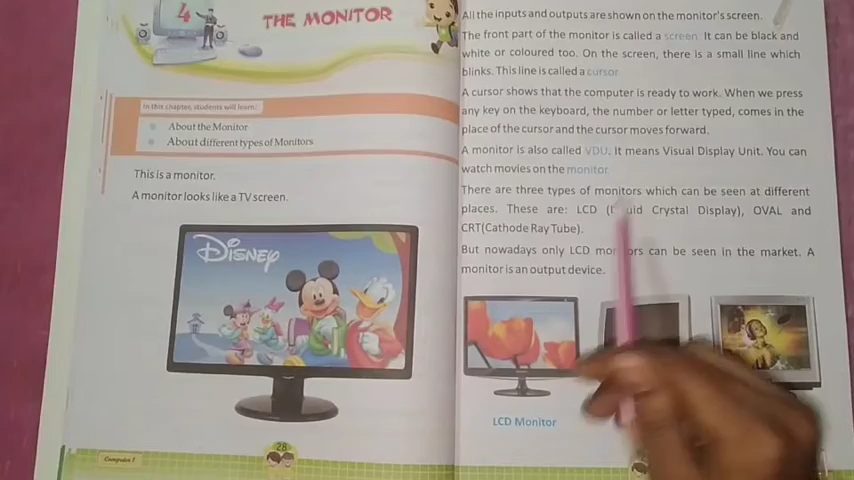 4
THE MONITOR
In this chapter, students will learn:
About the Monitor
About different types of Monitors
This is a monitor.
A monitor looks like a TV screen.
Disney
Computer 1
28
All the inputs and outputs are shown on the monitor's screen.
The front part of the monitor is called a screen. It can be black and
white or coloured too. On the screen, there is a small line which
blinks. This line is called a cursor
A cursor shows that the computer is ready to work. When we press
any key on the keyboard, the number or letter typed, comes in the
place of the cursor and the cursor moves forward.
A monitor is also called VDU. It means Visual Display Unit. You can
watch movies on the monitor
There are three types of monitors which can be seen at different
places. These are: LCD (Liquid Crystal Display), OVAL and
CRT(Cathode Ray Tube).
But nowadays only LCD monitors can be seen in the market. A
monitor is an output device.
LCD Monitor